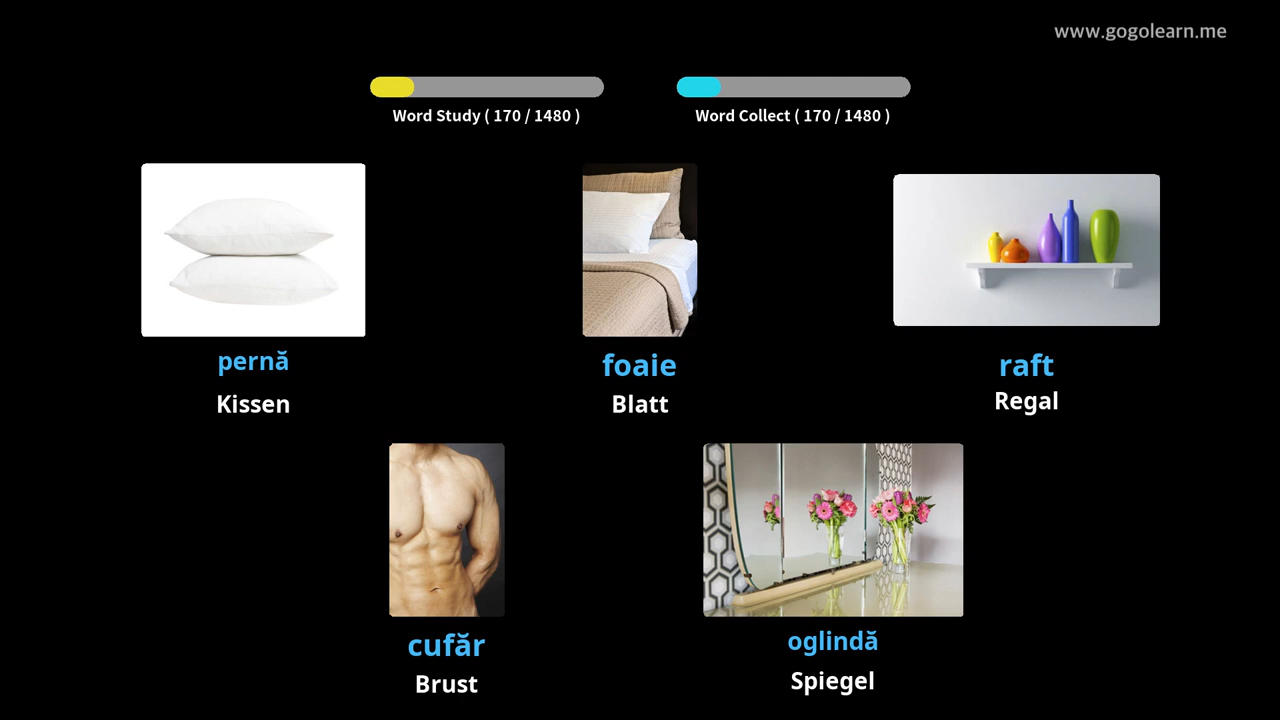 www.gogolearn.me
Word Study ( 170 / 1480 )
Word Collect ( 170 / 1480 )
pernă
Kissen
foaie
Blatt
raft
Regal
cufăr
Brust
oglindă
Spiegel